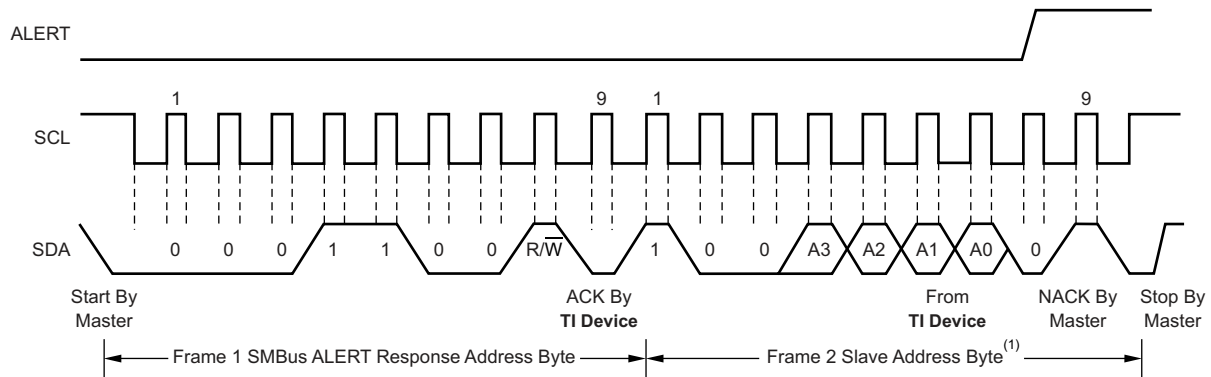 ALERT
1 9 1 9
SCL
SDA
0 0 0 1 1 0 0 R/W̅ 1 0 0 A3 A2 A1 A0 0
Start By
Master
ACK By
TI Device
From
TI Device
NACK By
Master
Stop By
Master
Frame 1 SMBus ALERT Response Address Byte
Frame 2 Slave Address Byte(1)